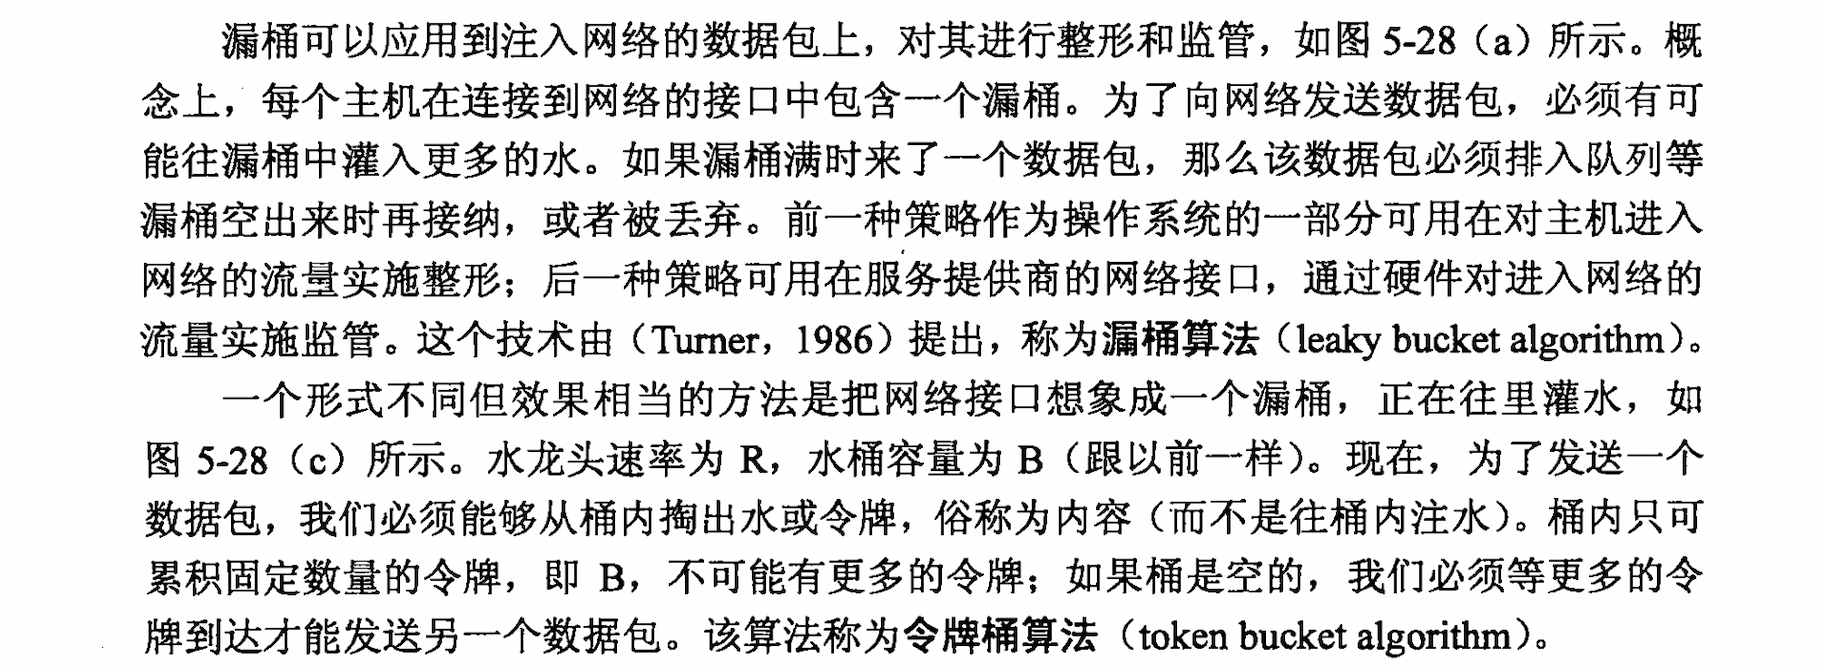 漏桶可以应用到注入网络的数据包上，对其进行整形和监管，如图 5-28（a）所示。概
念上，每个主机在连接到网络的接口中包含一个漏桶。为了向网络发送数据包，必须有可
能往漏桶中灌入更多的水。如果漏桶满时来了一个数据包，那么该数据包必须排入队列等
漏桶空出来时再接纳，或者被丢弃。前一种策略作为操作系统的一部分可用在对主机进入
网络的流量实施整形；后一种策略可用在服务提供商的网络接口，通过硬件对进入网络的
流量实施监管。这个技术由（Turner，1986）提出，称为漏桶算法（leaky bucket algorithm）。
一个形式不同但效果相当的方法是把网络接口想象成一个漏桶，正在往里灌水，如
图 5-28（c）所示。水龙头速率为 R，水桶容量为 B（跟以前一样）。现在，为了发送一个
数据包，我们必须能够从桶内掏出水或令牌，俗称为内容（而不是往桶内注水）。桶内只可
累积固定数量的令牌，即 B，不可能有更多的令牌；如果桶是空的，我们必须等更多的令
牌到达才能发送另一个数据包。该算法称为令牌桶算法（token bucket algorithm）。